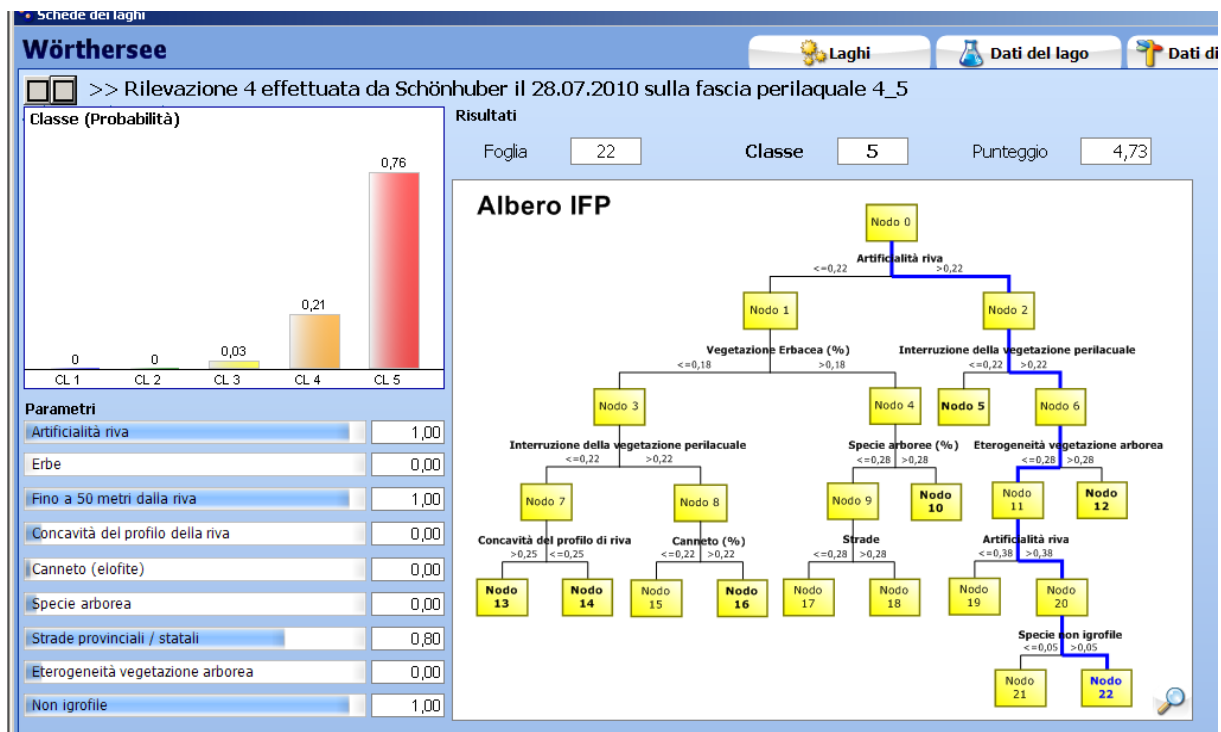 Schede dei laghi
Wörthersee
Laghi
Dati del lago
Dati di
>> Rilevazione 4 effettuata da Schönhuber il 28.07.2010 sulla fascia perilaquale 4_5
Classe (Probabilità)
0
0
0,03
0,21
0,76
CL 1
CL 2
CL 3
CL 4
CL 5
Parametri
Artificialità riva 1,00
Erbe 0,00
Fino a 50 metri dalla riva 1,00
Concavità del profilo della riva 0,00
Canneto (elofite) 0,00
Specie arborea 0,00
Strade provinciali / statali 0,80
Eterogeneità vegetazione arborea 0,00
Non igrofile 1,00
Risultati
Foglia 22 Classe 5 Punteggio 4,73
Albero IFP
Nodo 0
Artificialità riva
<=0,22 >0,22
Nodo 1 Nodo 2
Vegetazione Erbacea (%) Interruzione della vegetazione perilacuale
<=0,18 >0,18 <=0,22 >0,22
Nodo 3 Nodo 4 Nodo 5 Nodo 6
Interruzione della vegetazione perilacuale Specie arboree (%) Eterogeneità vegetazione arborea
<=0,22 >0,22 <=0,28 >0,28 <=0,28 >0,28
Nodo 7 Nodo 8 Nodo 9
Nodo
10
Nodo
11
Nodo
12
Concavità del profilo di riva Canneto (%) Strade Artificialità riva
>0,25 <=0,25 <=0,22 >0,22 <=0,28 >0,28 <=0,38 >0,38
Nodo
13
Nodo
14
Nodo
15
Nodo
16
Nodo
17
Nodo
18
Nodo
19
Nodo
20
Specie non igrofile
<=0,05 >0,05
Nodo
21
Nodo
22